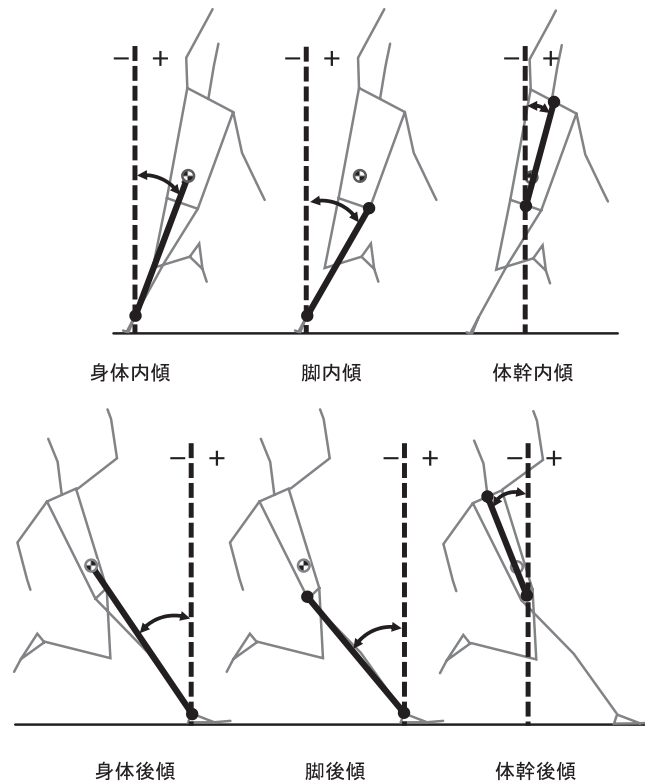 − + − + − +
身体内傾 脚内傾 体幹内傾
− + − + − +
身体後傾 脚後傾 体幹後傾